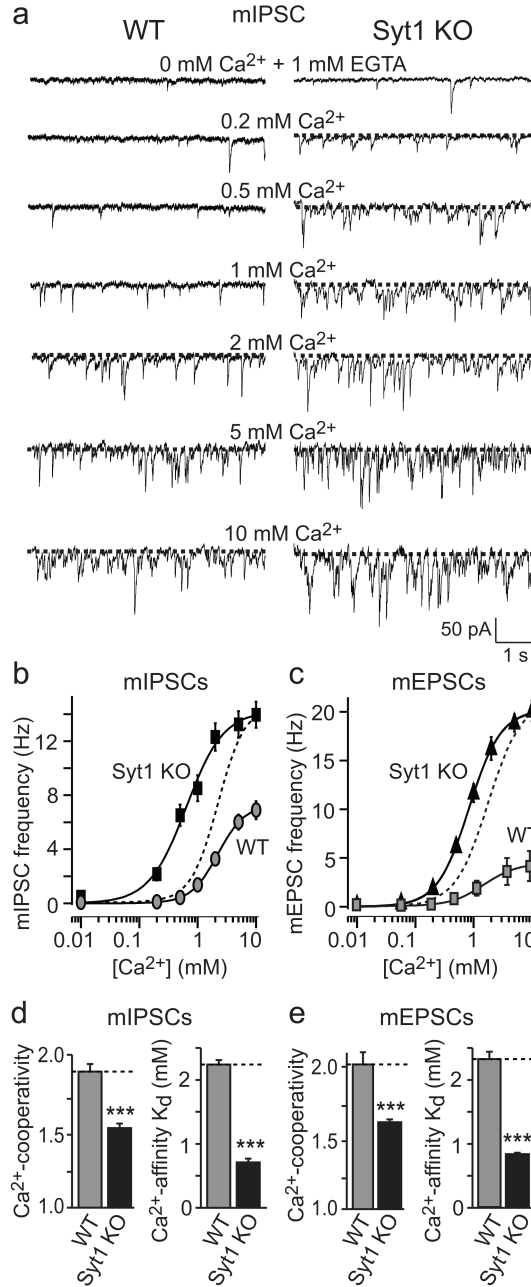 a mIPSC
WT Syt1 KO
0 mM Ca2+ + 1 mM EGTA
0.2 mM Ca2+
0.5 mM Ca2+
1 mM Ca2+
2 mM Ca2+
5 mM Ca2+
10 mM Ca2+
50 pA
1 s
b mIPSCs
mIPSC frequency (Hz)
12
8
4
0
Syt1 KO
WT
0.01 0.1 1 10
[Ca2+] (mM)
c mEPSCs
mEPSC frequency (Hz)
20
15
10
5
0
Syt1 KO
WT
0.01 0.1 1 10
[Ca2+] (mM)
d mIPSCs
Ca2+-cooperativity
2.0
1.5
1.0
***
WT
Syt1 KO
Ca2+-affinity Kd (mM)
2
1
0
***
WT
Syt1 KO
e mEPSCs
Ca2+-cooperativity
2.0
1.5
1.0
***
WT
Syt1 KO
Ca2+-affinity Kd (mM)
2
1
0
***
WT
Syt1 KO